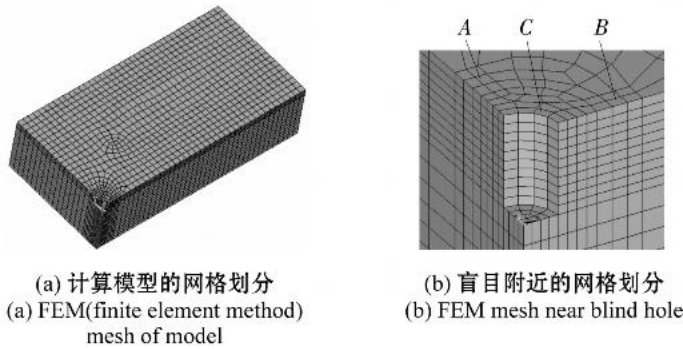 A C B
(a) 计算模型的网格划分
(a) FEM(finite element method)
mesh of model
(b) 盲目附近的网格划分
(b) FEM mesh near blind hole